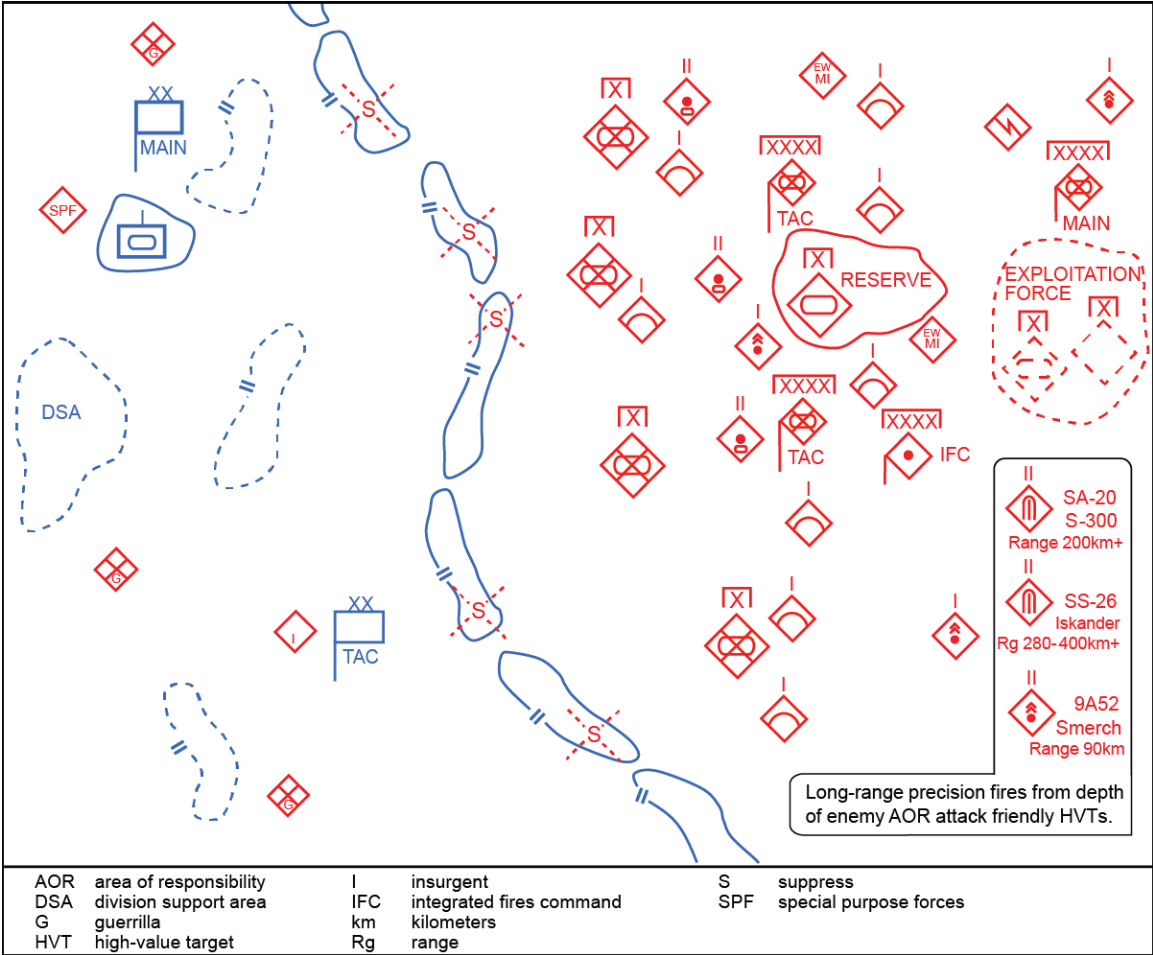 G
XX
MAIN
SPF
I
DSA
G
I
XX
TAC
G
S
S
S
S
S
X
II
EW
MI
I
I
I
XXXX
TAC
I
XXXX
MAIN
X
II
I
X
RESERVE
EXPLOITATION
FORCE
X
X
I
EW
MI
I
XXXX
TAC
X
II
XXXX
IFC
I
X
I
I
I
II
SA-20
S-300
Range 200km+
II
SS-26
Iskander
Rg 280-400km+
II
9A52
Smerch
Range 90km
Long-range precision fires from depth
of enemy AOR attack friendly HVTs.
AOR area of responsibility
DSA division support area
G guerrilla
HVT high-value target
I insurgent
IFC integrated fires command
km kilometers
Rg range
S suppress
SPF special purpose forces